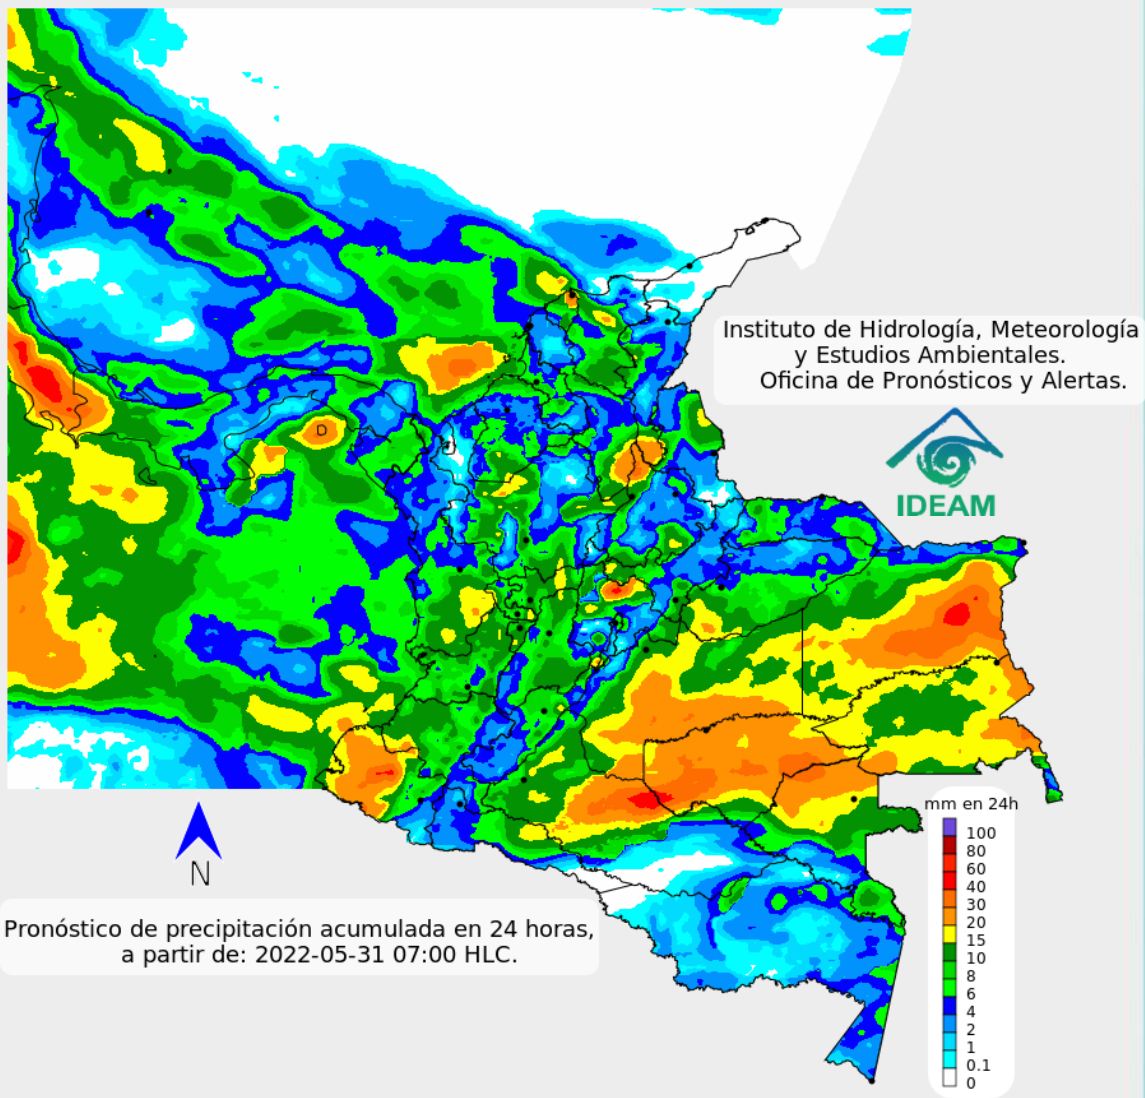 Instituto de Hidrología, Meteorología
y Estudios Ambientales.
Oficina de Pronósticos y Alertas.
IDEAM
D
mm en 24h
100
80
60
40
30
20
15
10
8
6
4
2
1
0.1
0
N
Pronóstico de precipitación acumulada en 24 horas,
a partir de: 2022-05-31 07:00 HLC.